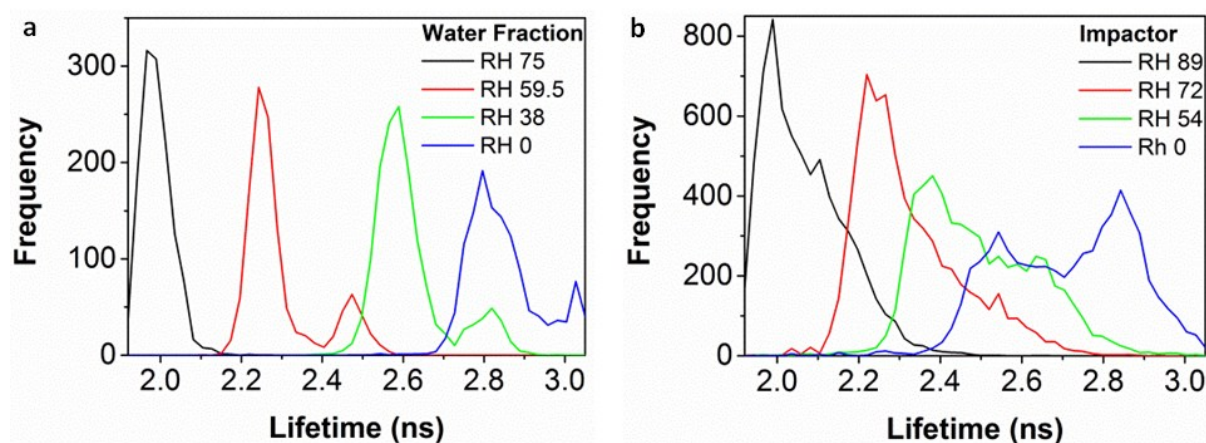 a
Water Fraction
RH 75
RH 59.5
RH 38
RH 0
300
200
100
0
Frequency
2.0 2.2 2.4 2.6 2.8 3.0
Lifetime (ns)
b
Impactor
RH 89
RH 72
RH 54
Rh 0
800
600
400
200
0
Frequency
2.0 2.2 2.4 2.6 2.8 3.0
Lifetime (ns)